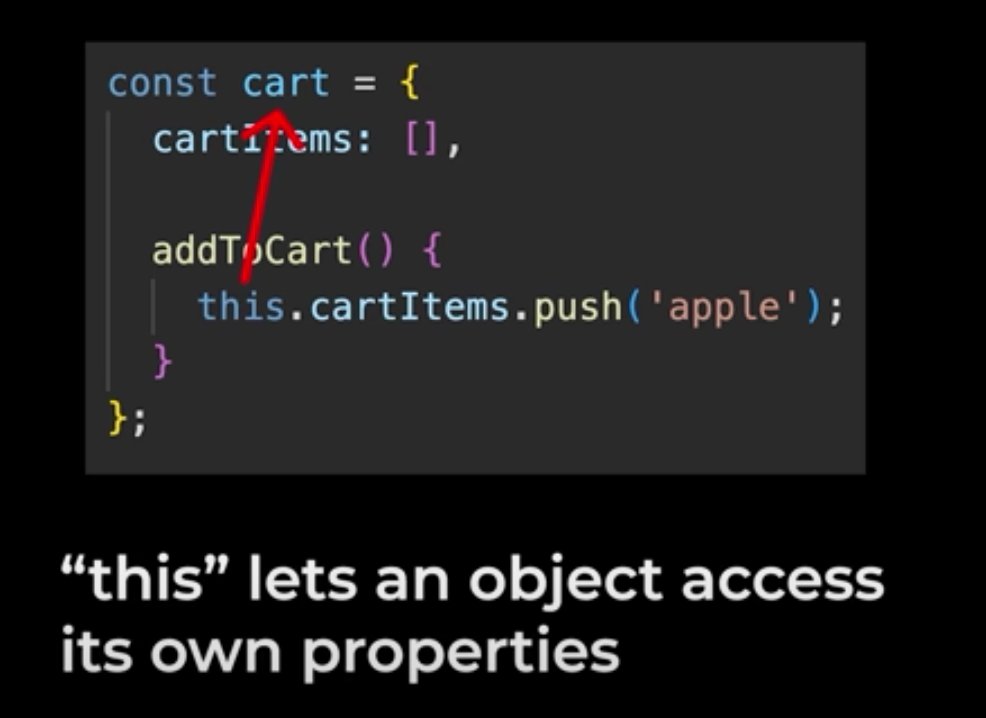 const cart = {
cartItems: [],
addToCart() {
this.cartItems.push('apple');
}
};
“this” lets an object access
its own properties